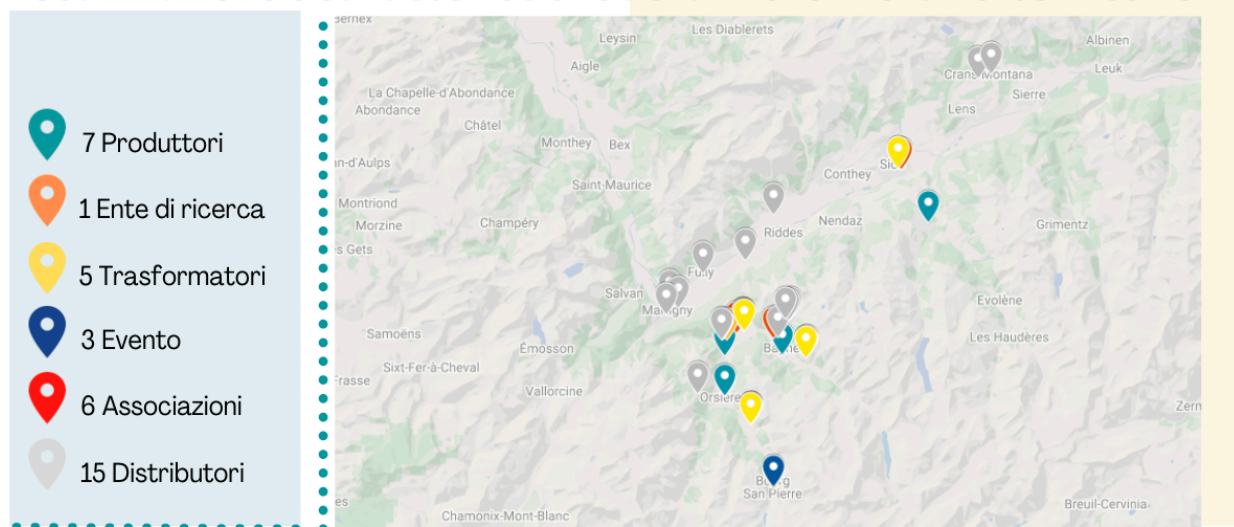 7 Produttori
1 Ente di ricerca
5 Trasformatori
3 Evento
6 Associazioni
15 Distributori
Leysin
Les Diablerets
Albinen
Aigle
Crans-Montana
Leuk
La Chapelle-d'Abondance
Sierre
Abondance
Lens
Châtel
Monthey
Bex
Conthey
Saint-Maurice
Montriond
Morzine
Champéry
Nendaz
Grimentz
Riddes
Fully
Salvan
Martigny
Evolène
Samoëns
Les Haudères
Émosson
Sixt-Fer-à-Cheval
Vallorcine
Orsières
Bourg
San Pierre
Breuil-Cervinia
Chamonix-Mont-Blanc